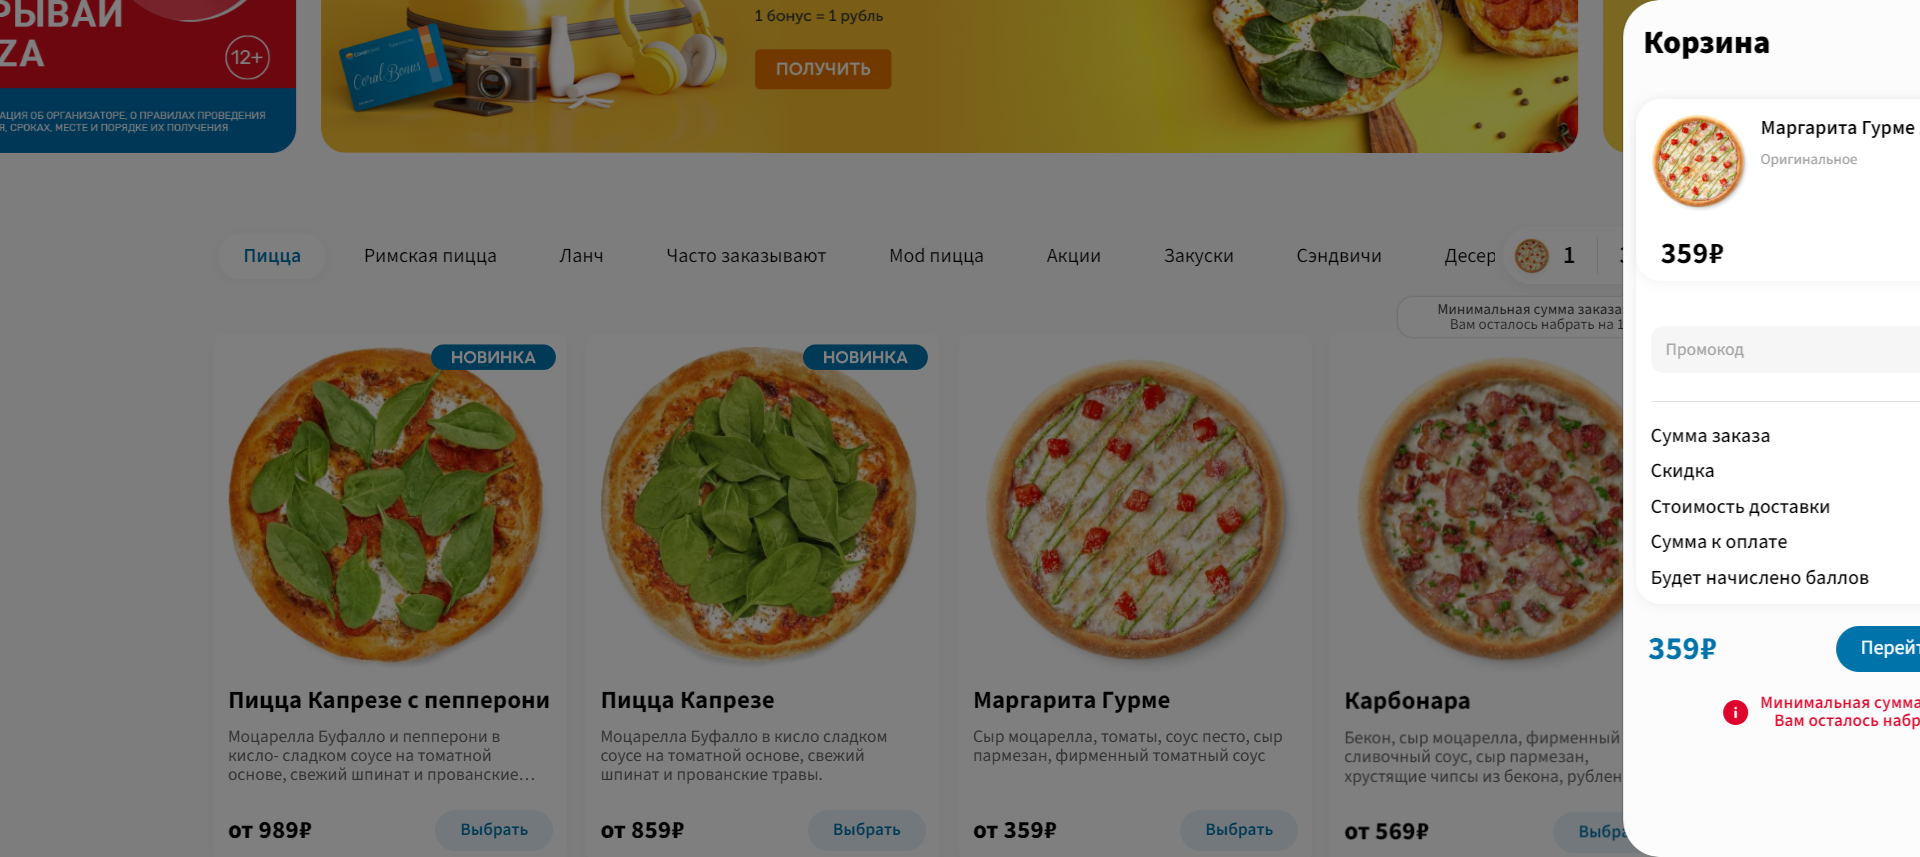 РЫВАЙ
ZA
12+
АЦИЯ ОБ ОРГАНИЗАТОРЕ, О ПРАВИЛАХ ПРОВЕДЕНИЯ
Я, СРОКАХ, МЕСТЕ И ПОРЯДКЕ ИХ ПОЛУЧЕНИЯ
1 бонус = 1 рубль
ПОЛУЧИТЬ
Coral Bonus
Пицца
Римская пицца
Ланч
Часто заказывают
Mod пицца
Акции
Закуски
Сэндвичи
Десер
1
Минимальная сумма заказа
Вам осталось набрать на 1
НОВИНКА
Пицца Капрезе с пепперони
Моцарелла Буфалло и пепперони в
кисло- сладком соусе на томатной
основе, свежий шпинат и прованские...
от 989₽
Выбрать
НОВИНКА
Пицца Капрезе
Моцарелла Буфалло в кисло сладком
соусе на томатной основе, свежий
шпинат и прованские травы.
от 859₽
Выбрать
Маргарита Гурме
Сыр моцарелла, томаты, соус песто, сыр
пармезан, фирменный томатный соус
от 359₽
Выбрать
Карбонара
Бекон, сыр моцарелла, фирменный
сливочный соус, сыр пармезан,
хрустящие чипсы из бекона, рублен
от 569₽
Выбра
Корзина
Маргарита Гурме
Оригинальное
359₽
Промокод
Сумма заказа
Скидка
Стоимость доставки
Сумма к оплате
Будет начислено баллов
359₽
Перейт
Минимальная сумма
Вам осталось набр